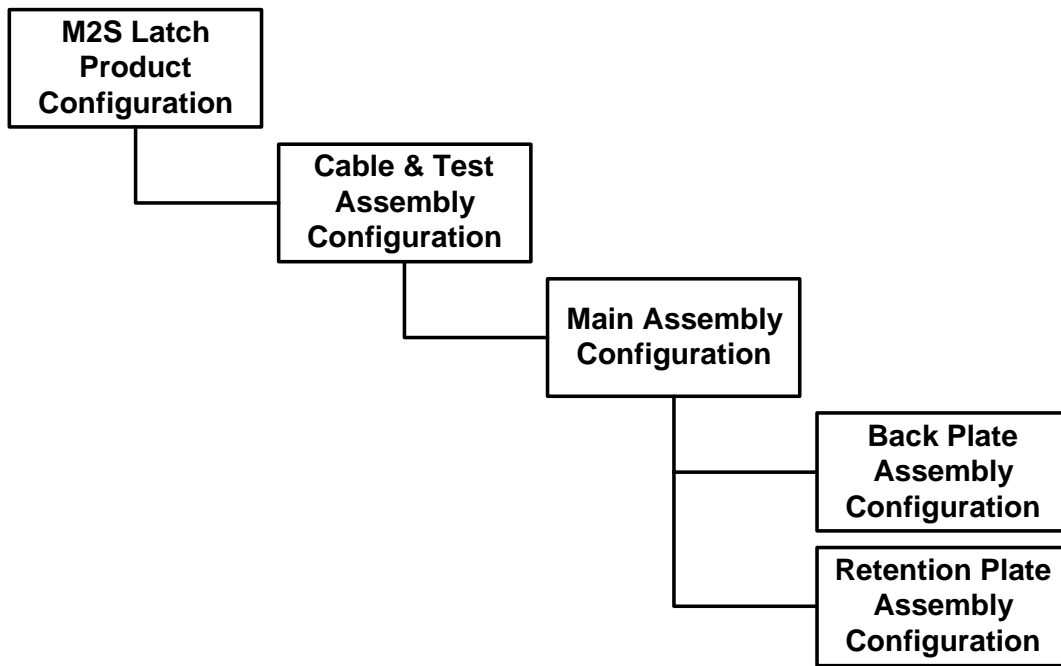 M2S Latch
Product
Configuration
Cable & Test
Assembly
Configuration
Main Assembly
Configuration
Back Plate
Assembly
Configuration
Retention Plate
Assembly
Configuration